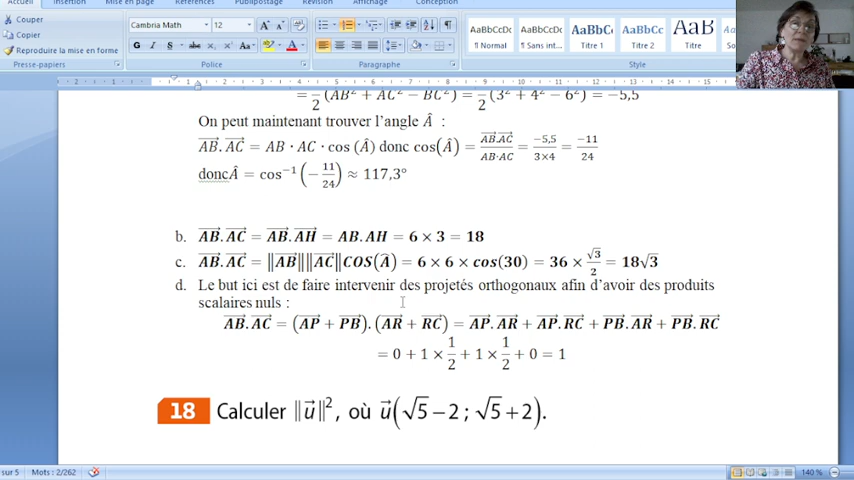 Accueil Insertion Mise en page Références Publipostage Révision Affichage Conception
Couper
Copier
Reproduire la mise en forme
Presse-papiers
Cambria Math 12
Police
Paragraphe
AaBbCcDc AaBbCcDc AaBbC AaBbCc AaB AaBbC
¶ Normal ¶ Sans int... Titre 1 Titre 2 Titre
Style
= 1/2 (AB² + AC² − BC²) = 1/2 (3² + 4² − 6²) = −5,5
On peut maintenant trouver l’angle Â :
AB⃗.AC⃗ = AB · AC · cos (Â) donc cos(Â) = AB⃗.AC⃗/AB·AC = −5,5/3×4 = −11/24
donc Â = cos⁻¹ (−11/24) ≈ 117,3°
b. AB⃗.AC⃗ = AB⃗.AH⃗ = AB.AH = 6 × 3 = 18
c. AB⃗.AC⃗ = ‖AB⃗‖‖AC⃗‖COS(Â) = 6 × 6 × cos(30) = 36 × √3/2 = 18√3
d. Le but ici est de faire intervenir des projetés orthogonaux afin d’avoir des produits
scalaires nuls :
AB⃗.AC⃗ = (AP⃗ + PB⃗).(AR⃗ + RC⃗) = AP⃗.AR⃗ + AP⃗.RC⃗ + PB⃗.AR⃗ + PB⃗.RC⃗
= 0 + 1 × 1/2 + 1 × 1/2 + 0 = 1
18 Calculer ‖u⃗‖², où u⃗(√5 − 2 ; √5 + 2).
sur 5 Mots : 2/262 140 %